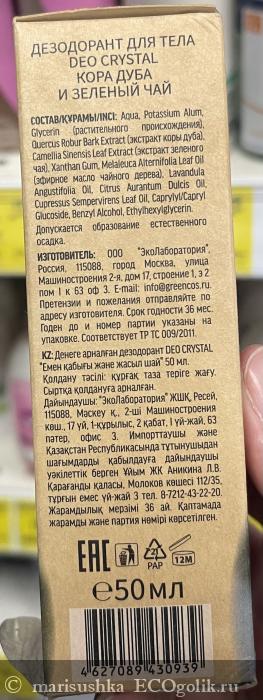 ДЕЗОДОРАНТ ДЛЯ ТЕЛА
DEO CRYSTAL
КОРА ДУБА
И ЗЕЛЕНЫЙ ЧАЙ
СОСТАВ/ҚҰРАМЫ/INCI: Aqua, Potassium Alum,
Glycerin (растительного происхождения),
Quercus Robur Bark Extract (экстракт коры дуба),
Camellia Sinensis Leaf Extract (экстракт зеленого
чая), Xanthan Gum, Melaleuca Alternifolia Leaf Oil
(эфирное масло чайного дерева), Lavandula
Angustifolia Oil, Citrus Aurantum Dulcis Oil,
Cupressus Sempervirens Leaf Oil, Caprylyl/Capryl
Glucoside, Benzyl Alcohol, Ethylhexylglycerin.
Допускается образование естественного
осадка.
ИЗГОТОВИТЕЛЬ: ООО "ЭкоЛаборатория",
Россия, 115088, город Москва, улица
Машиностроения 2-я, дом 17, строение 1, э 2
пом I к 63 оф 3. E-mail: info@greencos.ru
Претензии и пожелания отправляйте по
адресу изготовителя. Срок годности 36 мес.
Годен до и номер партии указаны на
упаковке. Соответствует ТР ТС 009/2011.
KZ: Денеге арналған дезодорант DEO CRYSTAL
"Емен қабығы және жасыл шай" 50 мл.
Қолдану тәсілі: құрғақ таза теріге жағу.
Сыртқа қолдануға арналған.
Дайындаушы: "ЭкоЛаборатория" ЖШҚ, Ресей,
115088, Маскеу қ., 2-ші Машиностроения
көш., 17 үй, 1-құрылыс, 2 қабат, I үй-жай, 63
пәтер, офис 3. Импорттаушы және
Қазақстан Республикасында тұтынушыдан
шағымдарды қабылдауға дайындаушы
уәкілеттік берген Ұйым ЖК Аникина Л.В.
Қарағанды қаласы, Молоков көшесі 112/35,
тұрғын емес үй-жай 3 тел. 8-7212-43-22-20.
Жарамдылық мерзімі 36 ай. Қаптамада
жарамды және партия нөмірі көрсетілген.
EAC
21
PAP
12M
℮50МЛ
4627089 430939
© marisushka ECOgolik.ru